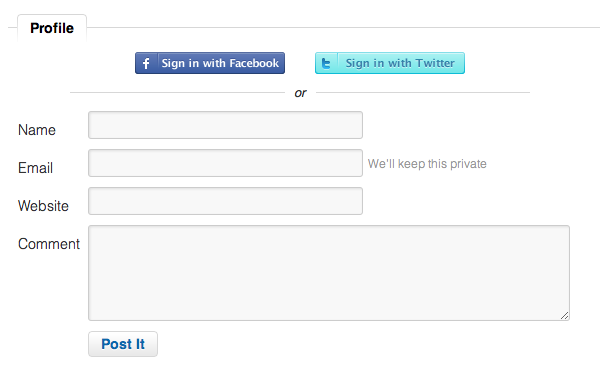 Profile
Sign in with Facebook Sign in with Twitter
or
Name
Email We'll keep this private
Website
Comment
Post It